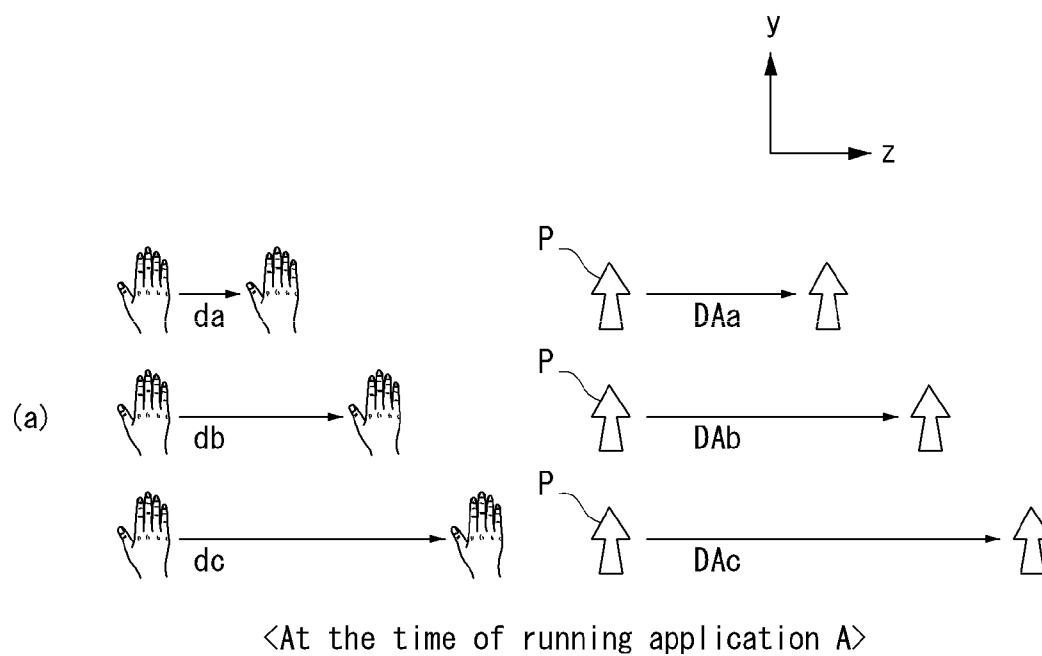 y
z
P
da
DAa
P
(a)
db
DAb
P
dc
DAc
<At the time of running application A>